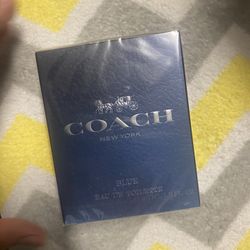 COACH
NEW YORK
BLUE
EAU DE TOILETTE